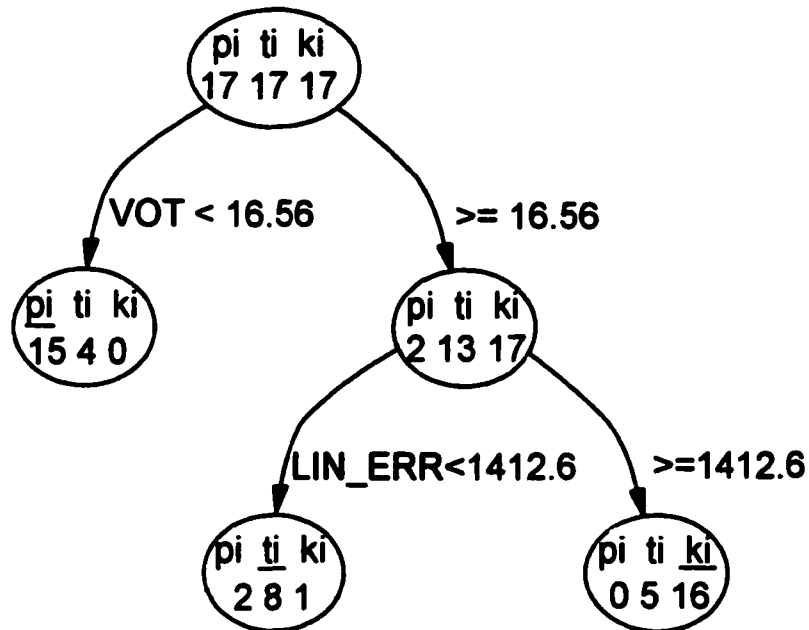 pi ti ki
17 17 17
VOT < 16.56
>= 16.56
pi ti ki
15 4 0
pi ti ki
2 13 17
LIN_ERR<1412.6
>=1412.6
pi ti ki
2 8 1
pi ti ki
0 5 16